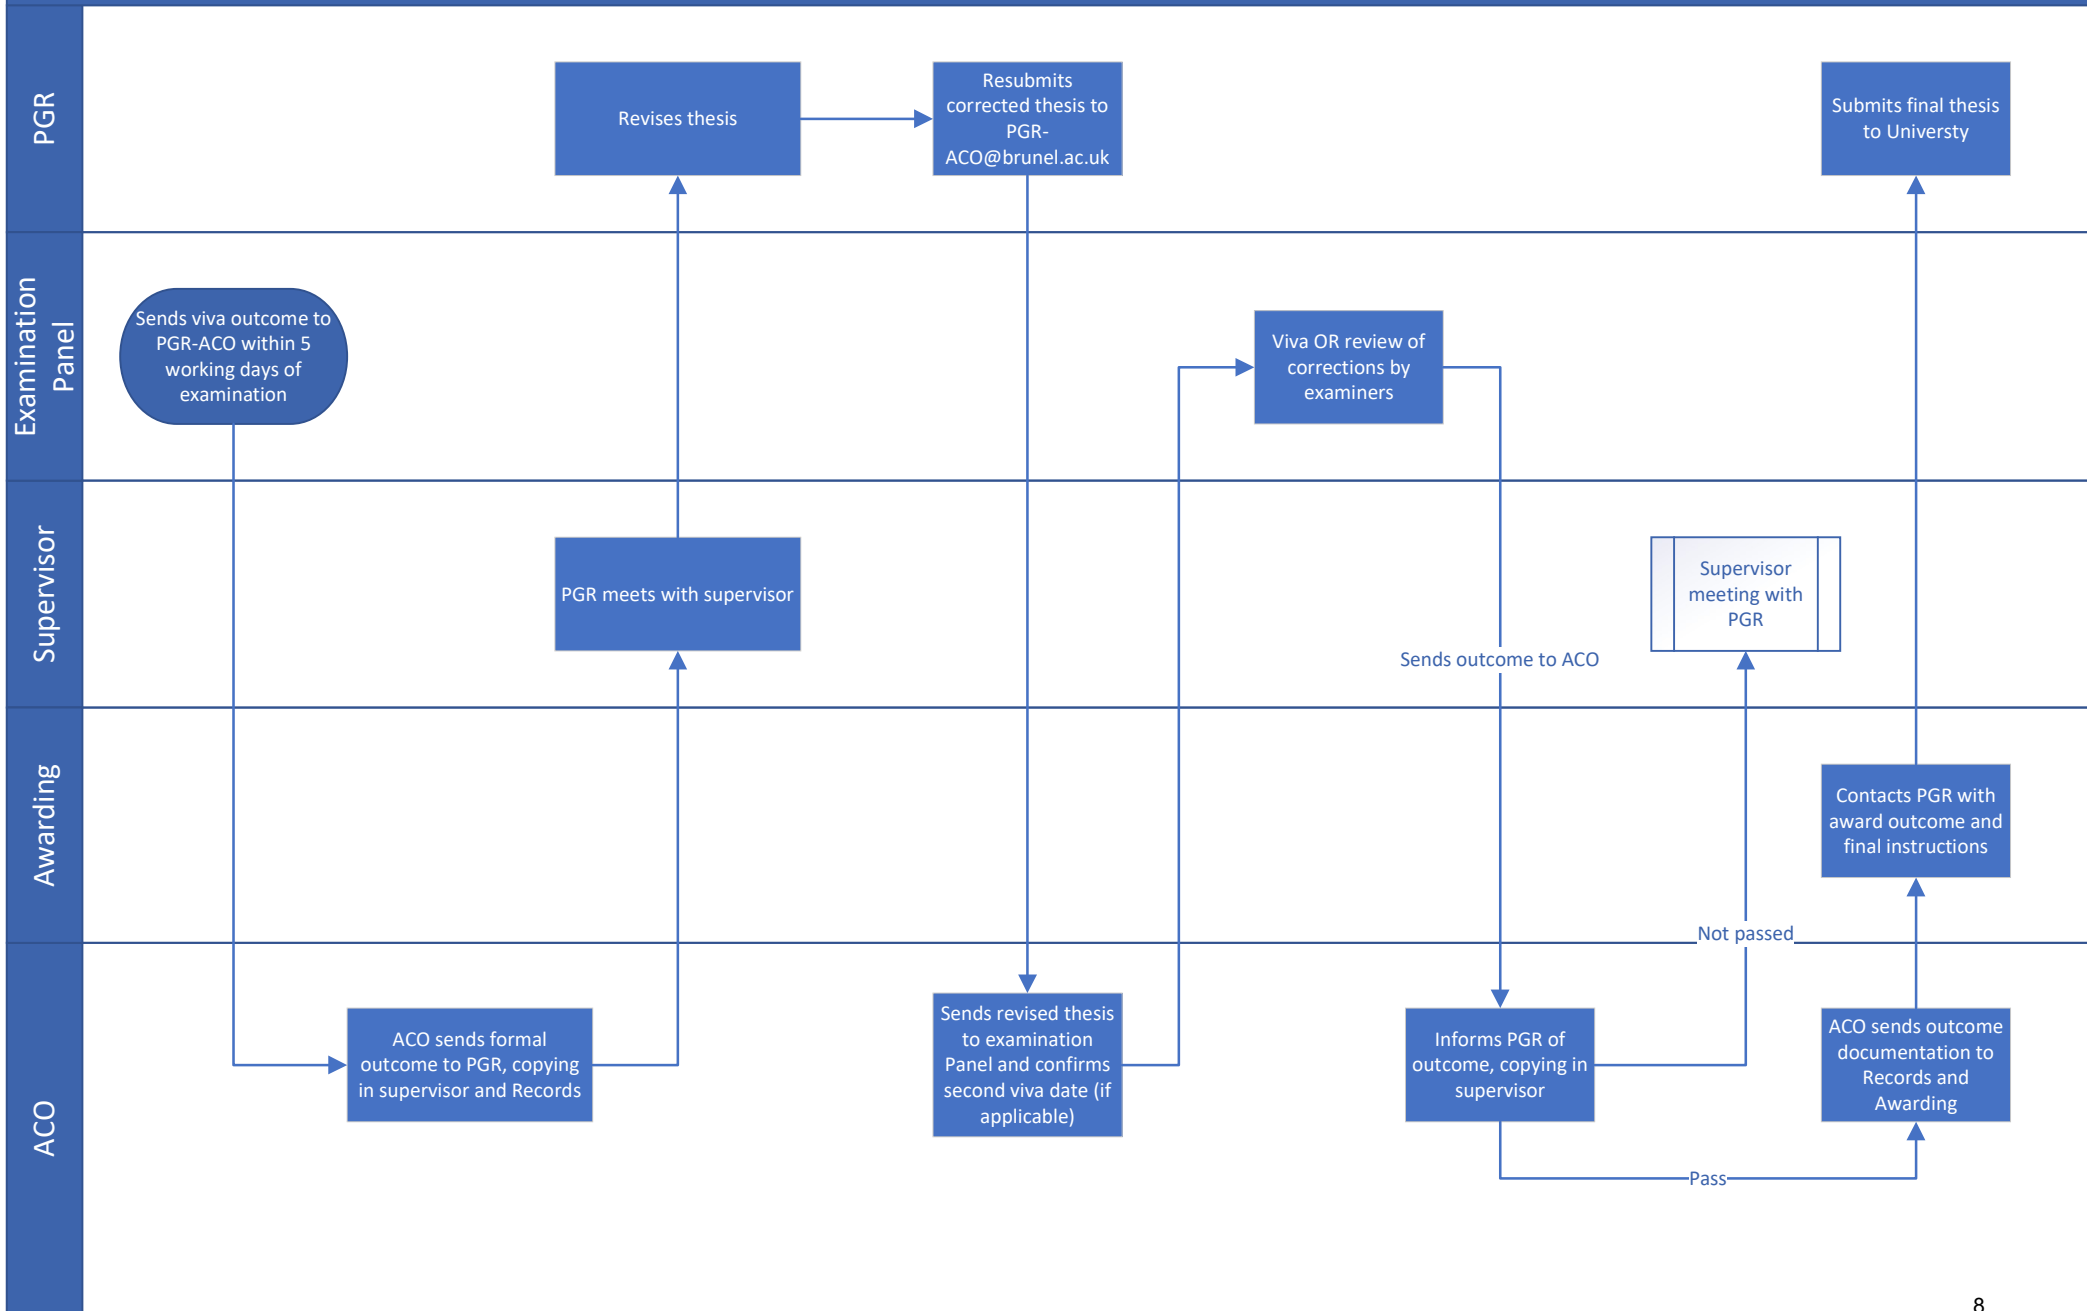 PGR
Revises thesis
Resubmits
corrected thesis to
PGR-
ACO@brunel.ac.uk
Submits final thesis
to Universty
Examination
Panel
Sends viva outcome to
PGR-ACO within 5
working days of
examination
Viva OR review of
corrections by
examiners
Supervisor
PGR meets with supervisor
Sends outcome to ACO
Supervisor
meeting with
PGR
Awarding
Contacts PGR with
award outcome and
final instructions
Not passed
ACO
ACO sends formal
outcome to PGR, copying
in supervisor and Records
Sends revised thesis
to examination
Panel and confirms
second viva date (if
applicable)
Informs PGR of
outcome, copying in
supervisor
ACO sends outcome
documentation to
Records and
Awarding
Pass
8